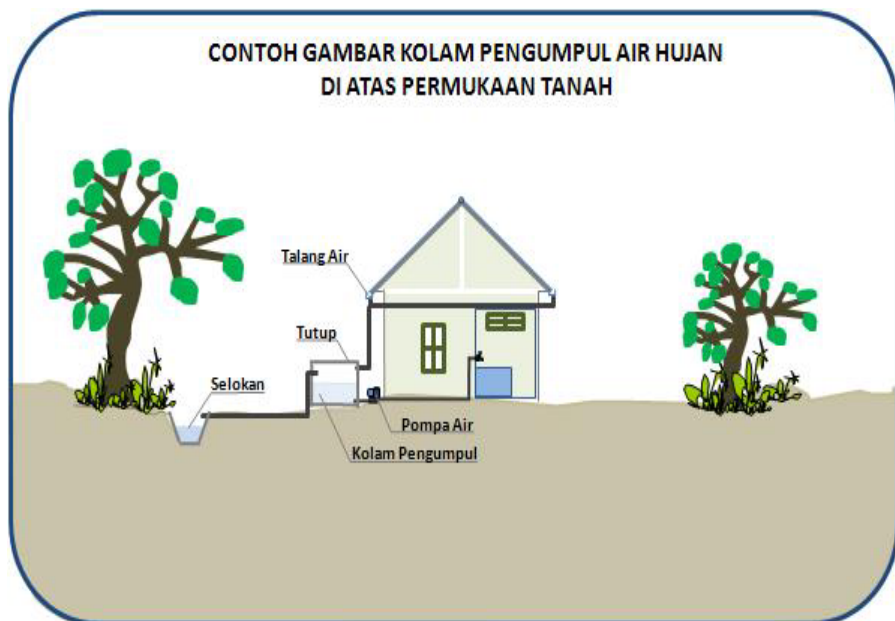 CONTOH GAMBAR KOLAM PENGUMPUL AIR HUJAN
DI ATAS PERMUKAAN TANAH
Talang Air
Tutup
Selokan
Pompa Air
Kolam Pengumpul